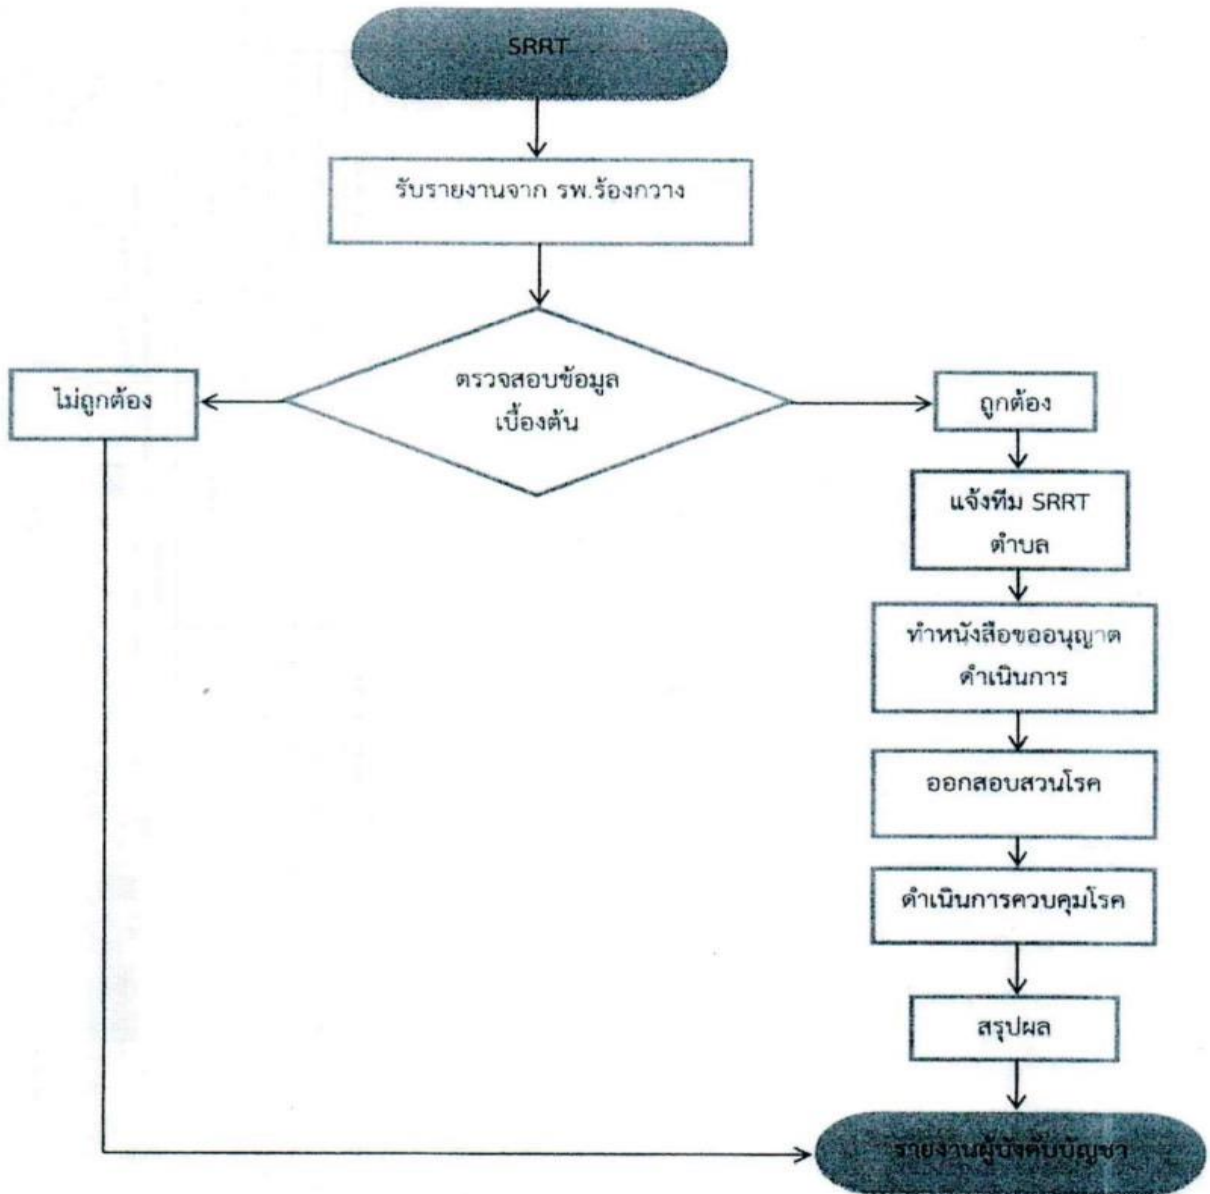 SRRT
รับรายงานจาก รพ.ร้องกวาง
ตรวจสอบข้อมูล
เบื้องต้น
ไม่ถูกต้อง
ถูกต้อง
แจ้งทีม SRRT
ตำบล
ทำหนังสือขออนุญาต
ดำเนินการ
ออกสอบสวนโรค
ดำเนินการควบคุมโรค
สรุปผล
รายงานผู้บังคับบัญชา